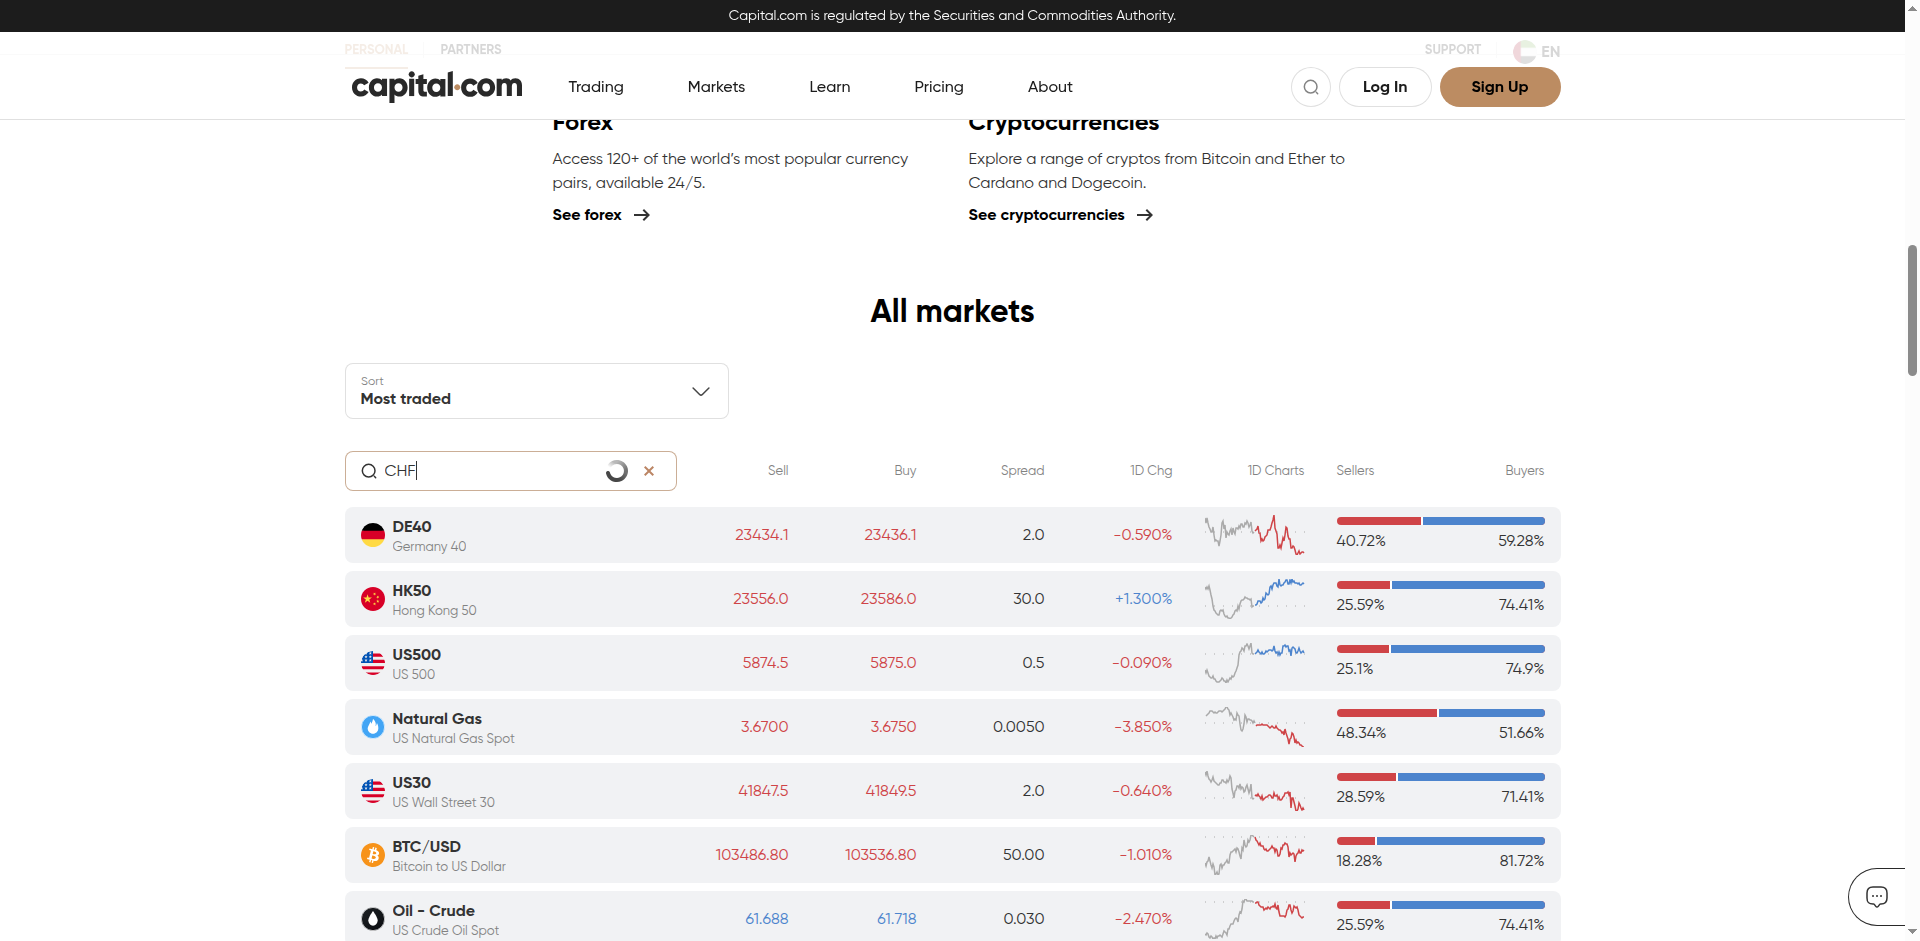 Capital.com is regulated by the Securities and Commodities Authority.
PERSONAL PARTNERS SUPPORT EN
capital.com Trading Markets Learn Pricing About Log In Sign Up
Forex Cryptocurrencies
Access 120+ of the world's most popular currency
pairs, available 24/5.
See forex
Explore a range of cryptos from Bitcoin and Ether to
Cardano and Dogecoin.
See cryptocurrencies
All markets
Sort
Most traded
CHF Sell Buy Spread 1D Chg 1D Charts Sellers Buyers
DE40 23434.1 23436.1 2.0 -0.590% 40.72% 59.28%
Germany 40
HK50 23556.0 23586.0 30.0 +1.300% 25.59% 74.41%
Hong Kong 50
US500 5874.5 5875.0 0.5 -0.090% 25.1% 74.9%
US 500
Natural Gas 3.6700 3.6750 0.0050 -3.850% 48.34% 51.66%
US Natural Gas Spot
US30 41847.5 41849.5 2.0 -0.640% 28.59% 71.41%
US Wall Street 30
BTC/USD 103486.80 103536.80 50.00 -1.010% 18.28% 81.72%
Bitcoin to US Dollar
Oil - Crude 61.688 61.718 0.030 -2.470% 25.59% 74.41%
US Crude Oil Spot